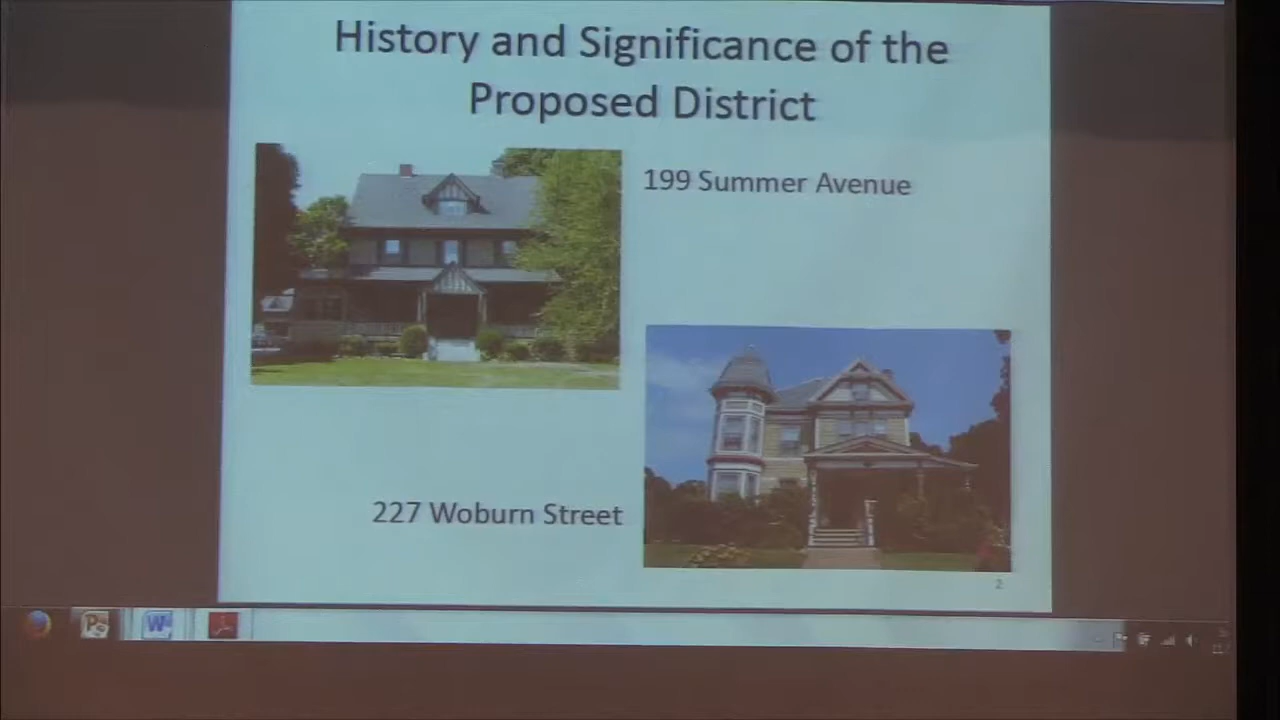 History and Significance of the
Proposed District
199 Summer Avenue
227 Woburn Street
2